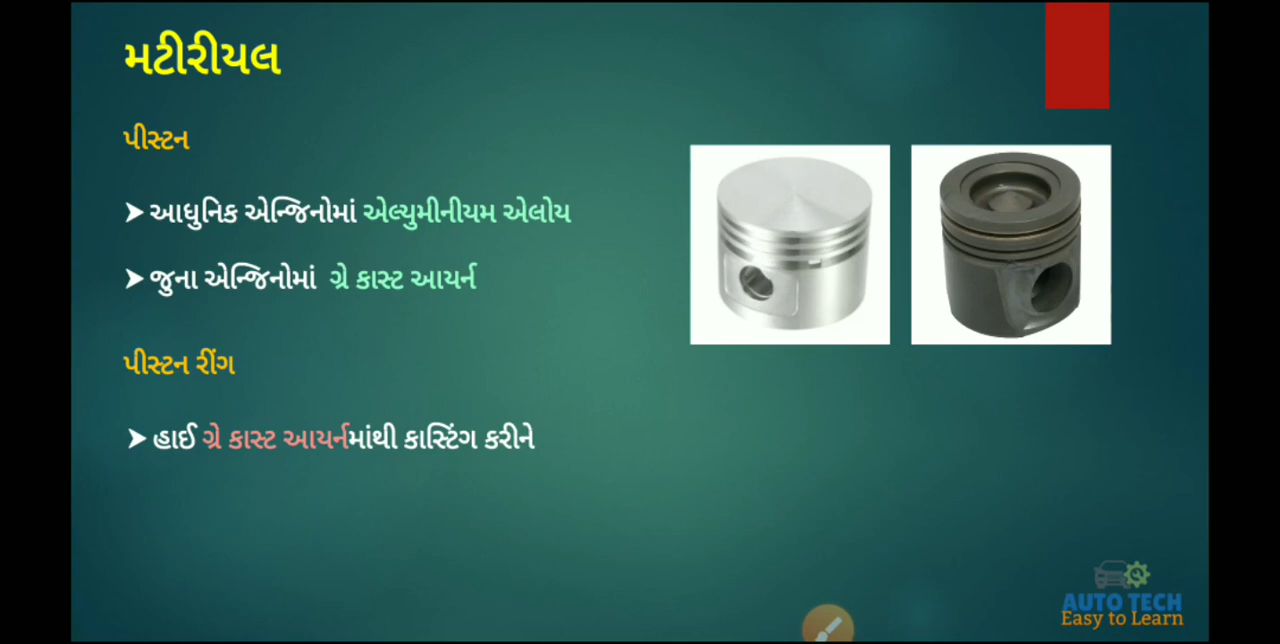 મટીરીયલ
પીસ્ટન
➤ આધુનિક એન્જિનોમાં એલ્યુમીનીયમ એલોય
➤ જુના એન્જિનોમાં ગ્રે કાસ્ટ આયર્ન
પીસ્ટન રીંગ
➤ હાઈ ગ્રે કાસ્ટ આયર્નમાંથી કાસ્ટિંગ કરીને
AUTO TECH
Easy to Learn